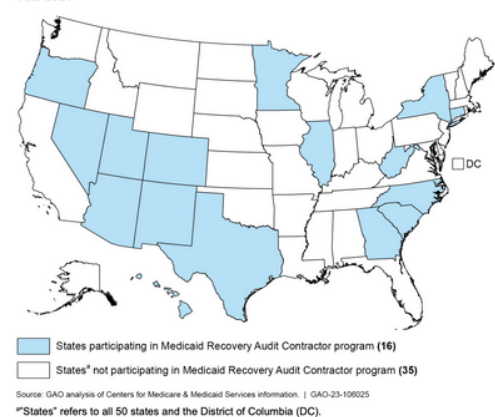 DC
States participating in Medicaid Recovery Audit Contractor program (16)
Statesª not participating in Medicaid Recovery Audit Contractor program (35)
Source: GAO analysis of Centers for Medicare & Medicaid Services information. | GAO-23-106025
ª"States" refers to all 50 states and the District of Columbia (DC).